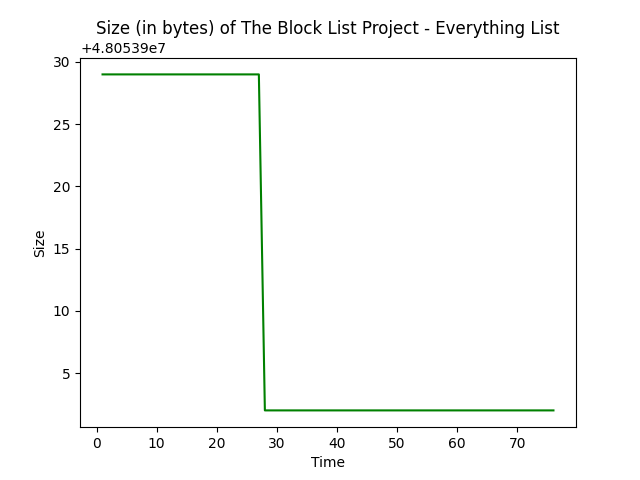 Size (in bytes) of The Block List Project - Everything List
+4.80539e7
30
25
20
15
10
5
Size
0 10 20 30 40 50 60 70
Time